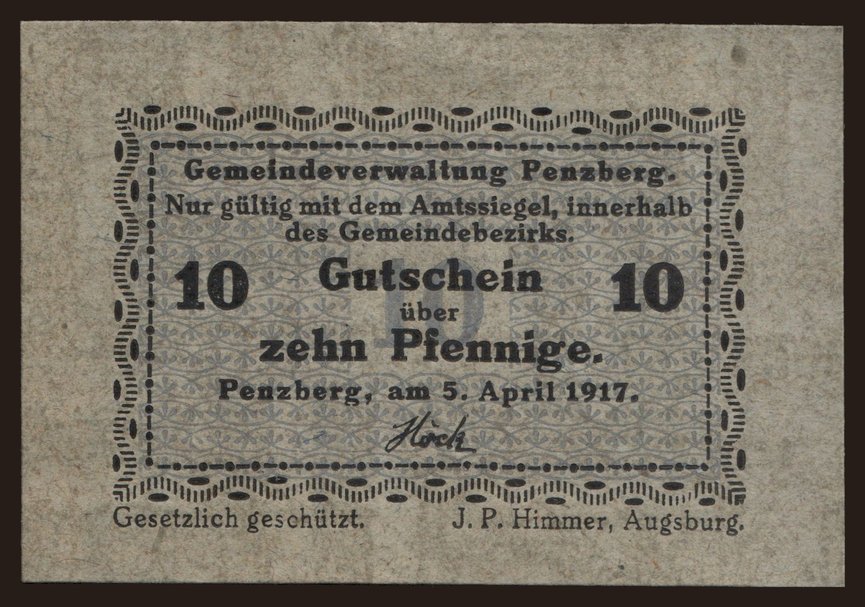 Gemeindeverwaltung Penzberg.
Nur gültig mit dem Amtssiegel, innerhalb
des Gemeindebezirks.
10 Gutschein 10
über
10
zehn Pfennige.
Penzberg, am 5. April 1917.
Höck
Gesetzlich geschützt. J. P. Himmer, Augsburg.